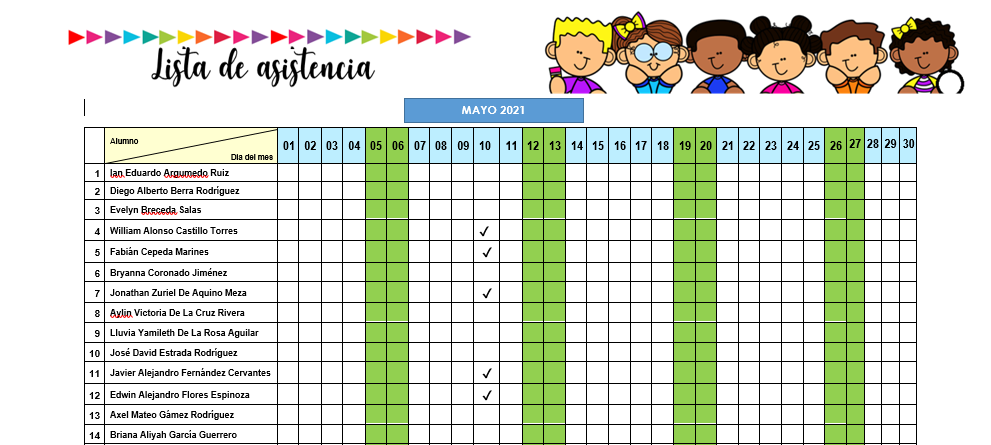 Lista de asistencia
MAYO 2021
Alumno
Dia del mes
01 02 03 04 05 06 07 08 09 10 11 12 13 14 15 16 17 18 19 20 21 22 23 24 25 26 27 28 29 30
1 Ian Eduardo Argumedo Ruiz
2 Diego Alberto Berra Rodríguez
3 Evelyn Breceda Salas
4 William Alonso Castillo Torres ✓
5 Fabián Cepeda Marines ✓
6 Bryanna Coronado Jiménez
7 Jonathan Zuriel De Aquino Meza ✓
8 Aylin Victoria De La Cruz Rivera
9 Lluvia Yamileth De La Rosa Aguilar
10 José David Estrada Rodríguez
11 Javier Alejandro Fernández Cervantes ✓
12 Edwin Alejandro Flores Espinoza ✓
13 Axel Mateo Gámez Rodríguez
14 Briana Aliyah García Guerrero